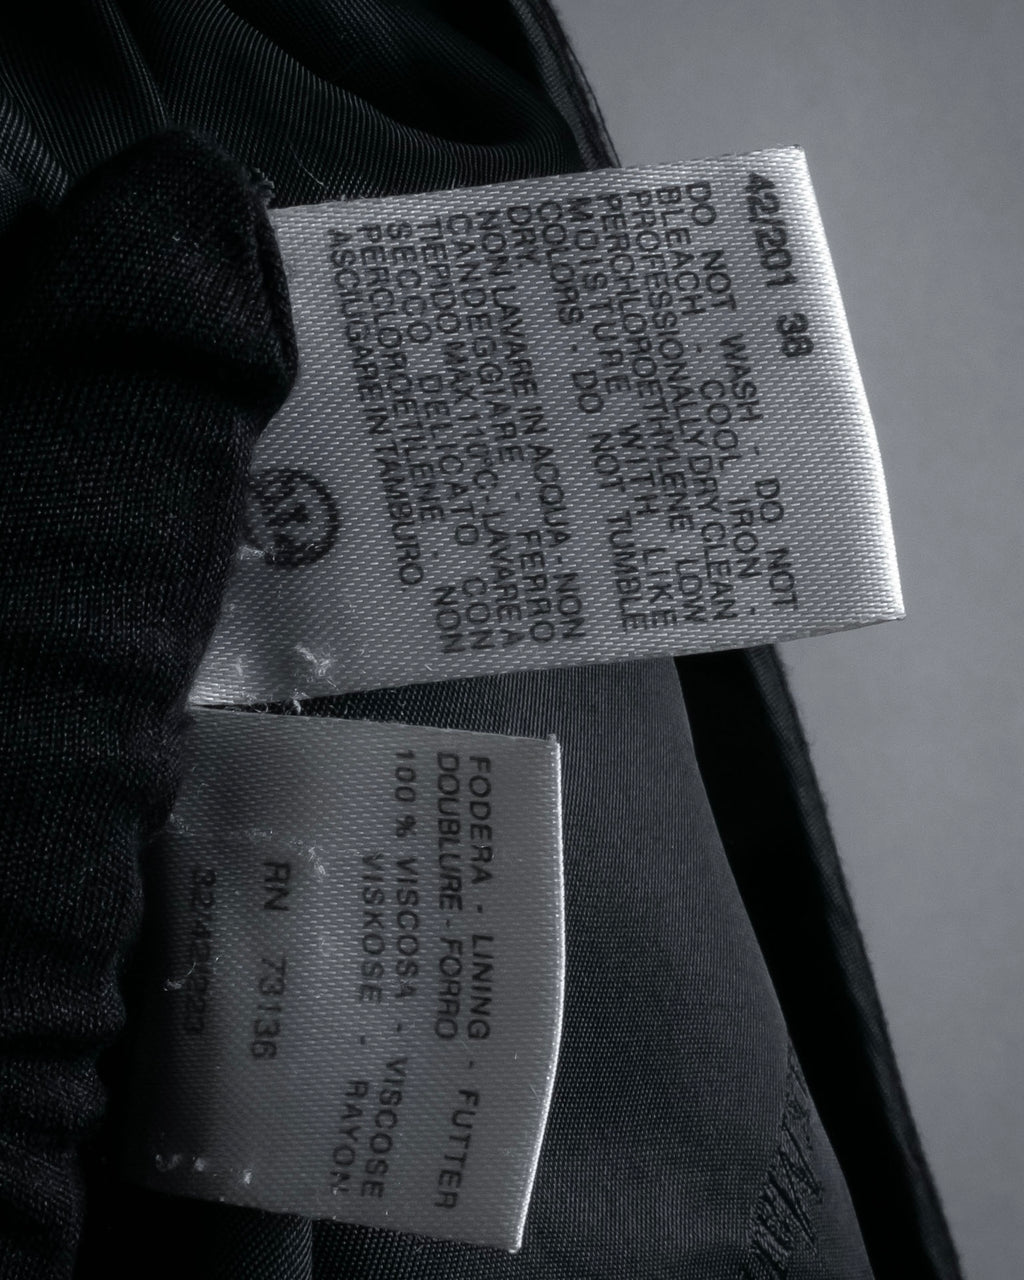 42/201 38
DO NOT WASH - DO NOT
BLEACH - COOL IRON -
PROFESSIONALLY DRY CLEAN
PERCHLOROETHYLENE LOW
MOISTURE WITH LIKE
COLORS - DO NOT TUMBLE
DRY.
NON LAVARE IN ACQUA - NON
CANDEGGIARE - FERRO
TIEPIDO MAX 110°C - LAVARE A
SECCO DELICATO CON
PERCLOROETILENE - NON
ASCIUGARE IN TAMBURO
FODERA - LINING - FUTTER
DOUBLURE - FORRO
100 % VISCOSA - VISCOSE
VISKOSE - RAYON
RN 73136